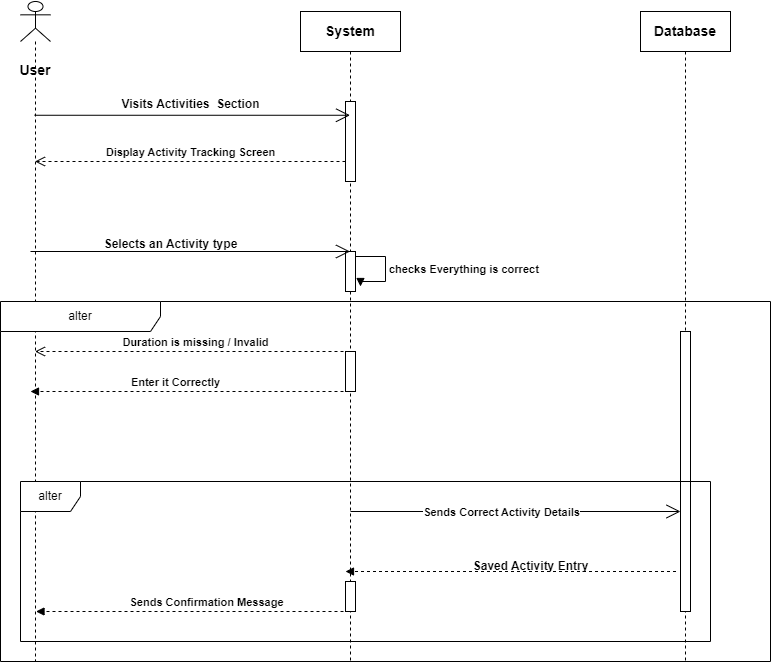 System
Database
User
Visits Activities  Section
Display Activity Tracking Screen
Selects an Activity type
checks Everything is correct
alter
Duration is missing / Invalid
Enter it Correctly
alter
Sends Correct Activity Details
Saved Activity Entry
Sends Confirmation Message